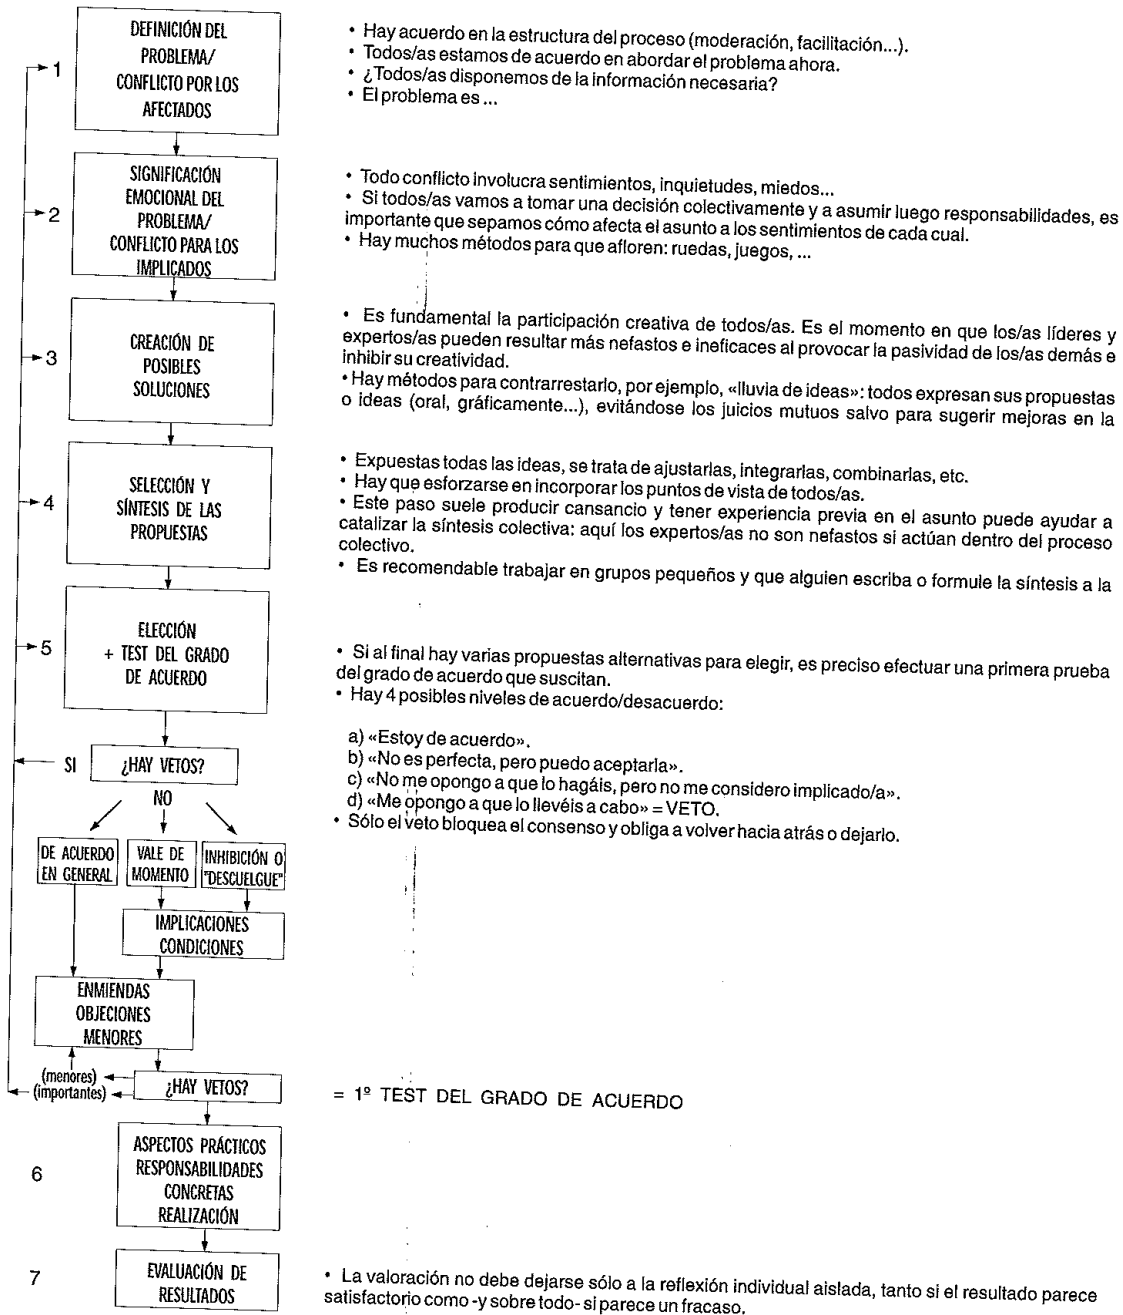 1
DEFINICIÓN DEL
PROBLEMA/
CONFLICTO POR LOS
AFECTADOS
• Hay acuerdo en la estructura del proceso (moderación, facilitación...).
• Todos/as estamos de acuerdo en abordar el problema ahora.
• ¿Todos/as disponemos de la información necesaria?
• El problema es ...
2
SIGNIFICACIÓN
EMOCIONAL DEL
PROBLEMA/
CONFLICTO PARA LOS
IMPLICADOS
• Todo conflicto involucra sentimientos, inquietudes, miedos...
• Si todos/as vamos a tomar una decisión colectivamente y a asumir luego responsabilidades, es
importante que sepamos cómo afecta el asunto a los sentimientos de cada cual.
• Hay muchos métodos para que afloren: ruedas, juegos, ...
3
CREACIÓN DE
POSIBLES
SOLUCIONES
• Es fundamental la participación creativa de todos/as. Es el momento en que los/as líderes y
expertos/as pueden resultar más nefastos e ineficaces al provocar la pasividad de los/as demás e
inhibir su creatividad.
• Hay métodos para contrarrestarlo, por ejemplo, «lluvia de ideas»: todos expresan sus propuestas
o ideas (oral, gráficamente...), evitándose los juicios mutuos salvo para sugerir mejoras en la
4
SELECCIÓN Y
SÍNTESIS DE LAS
PROPUESTAS
• Expuestas todas las ideas, se trata de ajustarlas, integrarlas, combinarlas, etc.
• Hay que esforzarse en incorporar los puntos de vista de todos/as.
• Este paso suele producir cansancio y tener experiencia previa en el asunto puede ayudar a
catalizar la síntesis colectiva: aquí los expertos/as no son nefastos si actúan dentro del proceso
colectivo.
• Es recomendable trabajar en grupos pequeños y que alguien escriba o formule la síntesis a la
5
ELECCIÓN
+ TEST DEL GRADO
DE ACUERDO
• Si al final hay varias propuestas alternativas para elegir, es preciso efectuar una primera prueba
del grado de acuerdo que suscitan.
• Hay 4 posibles niveles de acuerdo/desacuerdo:
a) «Estoy de acuerdo».
b) «No es perfecta, pero puedo aceptarla».
c) «No me opongo a que lo hagáis, pero no me considero implicado/a».
d) «Me opongo a que lo llevéis a cabo» = VETO.
• Sólo el veto bloquea el consenso y obliga a volver hacia atrás o dejarlo.
SI
¿HAY VETOS?
NO
DE ACUERDO
EN GENERAL
VALE DE
MOMENTO
INHIBICIÓN O
"DESCUELGUE"
IMPLICACIONES
CONDICIONES
ENMIENDAS
OBJECIONES
MENORES
(menores)
(importantes)
¿HAY VETOS?
= 1º TEST DEL GRADO DE ACUERDO
6
ASPECTOS PRÁCTICOS
RESPONSABILIDADES
CONCRETAS
REALIZACIÓN
7
EVALUACIÓN DE
RESULTADOS
• La valoración no debe dejarse sólo a la reflexión individual aislada, tanto si el resultado parece
satisfactorio como -y sobre todo- si parece un fracaso.